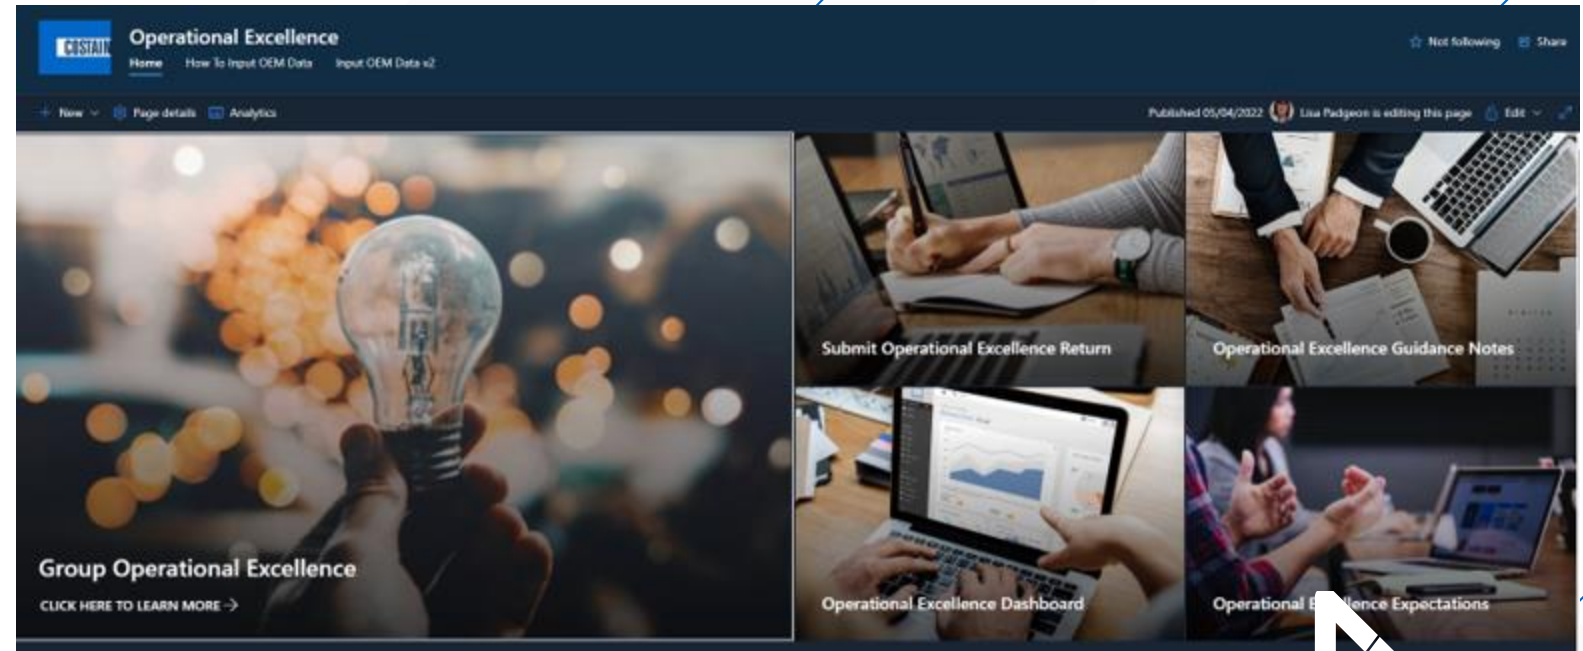 COSTAIN
Operational Excellence
Home How To Input OEM Data Input OEM Data v2
Not following Share
New Page details Analytics
Published 05/04/2022 Lisa Padgeon is editing this page Edit
Group Operational Excellence
CLICK HERE TO LEARN MORE →
Submit Operational Excellence Return
Operational Excellence Guidance Notes
Operational Excellence Dashboard
Operational Excellence Expectations